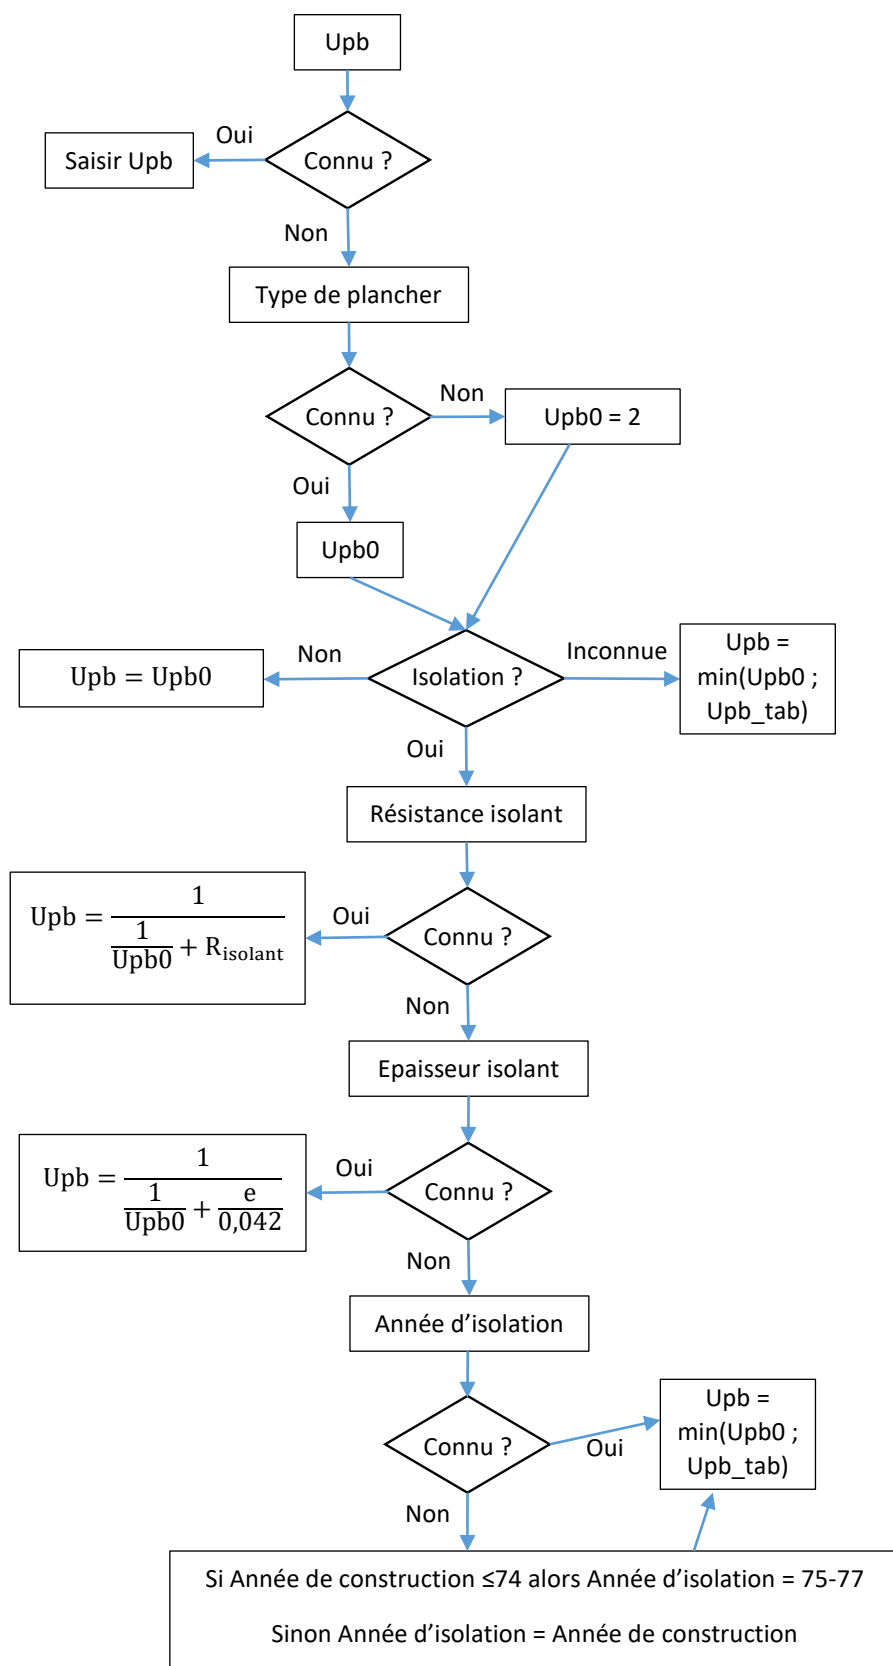 Upb
Oui
Saisir Upb
Connu ?
Non
Type de plancher
Non
Connu ?
Upb0 = 2
Oui
Upb0
Non
Inconnue
Upb = Upb0
Isolation ?
Upb =
min(Upb0 ;
Upb_tab)
Oui
Résistance isolant
Upb = 1 / (1/Upb0 + R_isolant)
Oui
Connu ?
Non
Epaisseur isolant
Upb = 1 / (1/Upb0 + e/0,042)
Oui
Connu ?
Non
Année d’isolation
Connu ?
Oui
Upb =
min(Upb0 ;
Upb_tab)
Non
Si Année de construction ≤74 alors Année d’isolation = 75-77
Sinon Année d’isolation = Année de construction